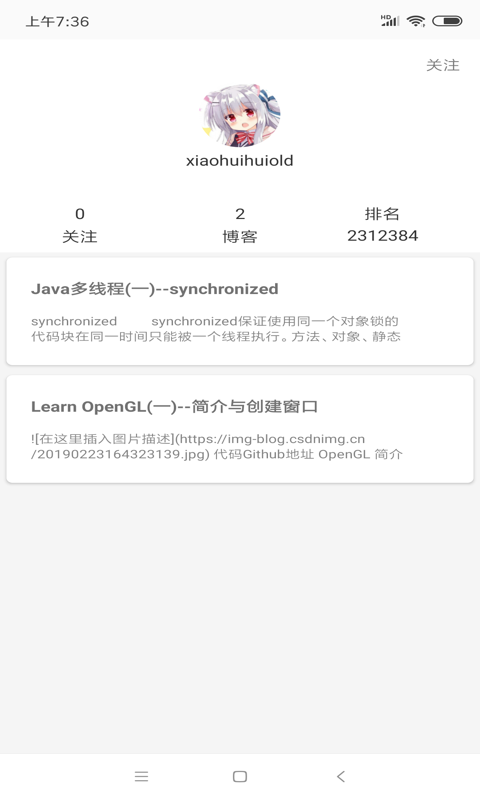 上午7:36
HD
关注
xiaohuihuiold
0 2 排名
关注 博客 2312384
Java多线程(一)--synchronized
synchronized synchronized保证使用同一个对象锁的
代码块在同一时间只能被一个线程执行。方法、对象、静态
Learn OpenGL(一)--简介与创建窗口
![在这里插入图片描述](https://img-blog.csdnimg.cn
/20190223164323139.jpg) 代码Github地址 OpenGL 简介